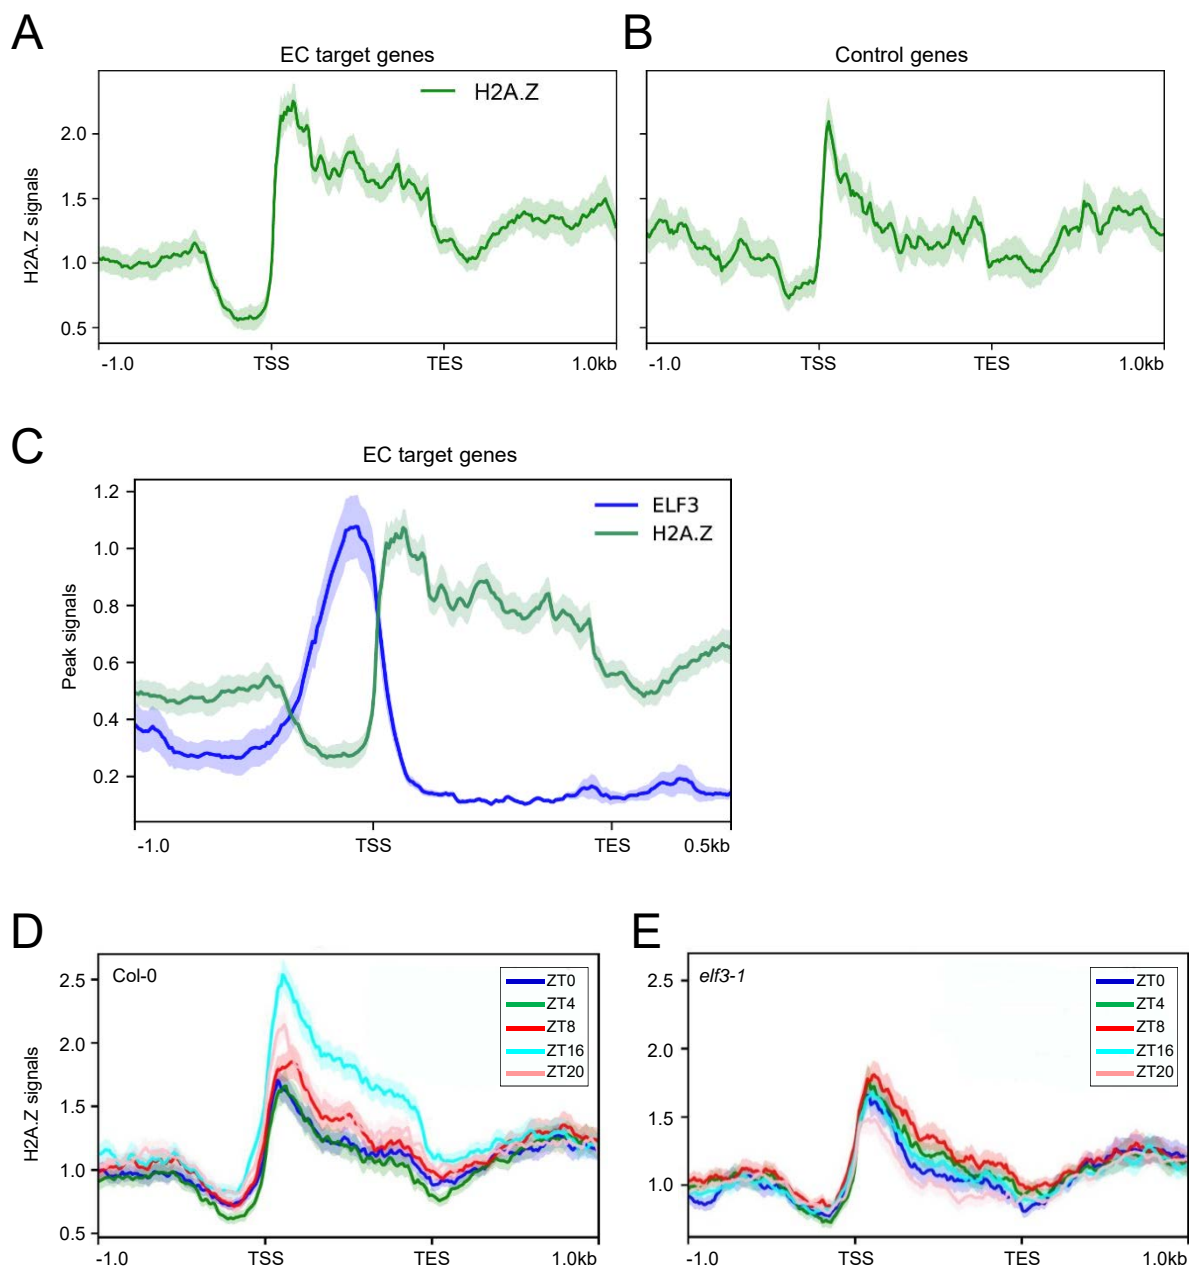 A
EC target genes
H2A.Z
H2A.Z signals
2.0
1.5
1.0
0.5
-1.0
TSS
TES
1.0kb
B
Control genes
-1.0
TSS
TES
1.0kb
C
EC target genes
ELF3
H2A.Z
Peak signals
1.2
1.0
0.8
0.6
0.4
0.2
-1.0
TSS
TES
0.5kb
D
Col-0
ZT0
ZT4
ZT8
ZT16
ZT20
H2A.Z signals
2.5
2.0
1.5
1.0
0.5
-1.0
TSS
TES
1.0kb
E
elf3-1
ZT0
ZT4
ZT8
ZT16
ZT20
2.5
2.0
1.5
1.0
-1.0
TSS
TES
1.0kb